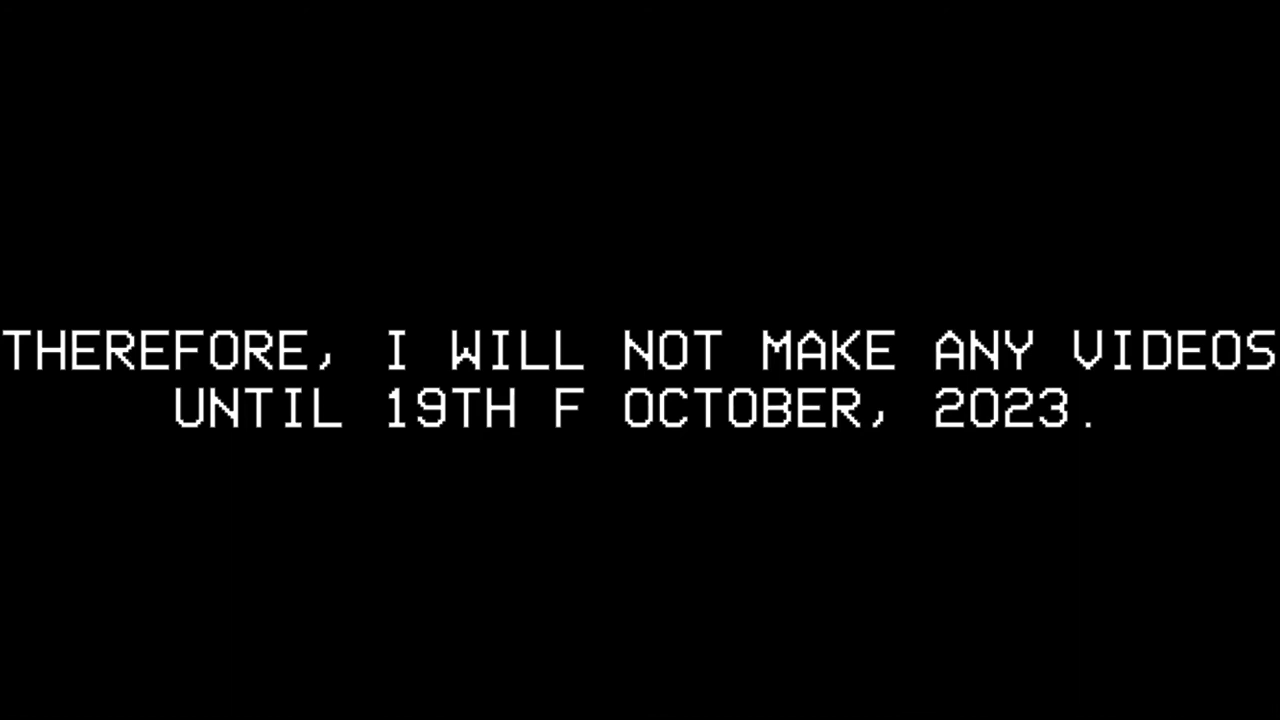 THEREFORE, I WILL NOT MAKE ANY VIDEOS
UNTIL 19TH F OCTOBER, 2023.